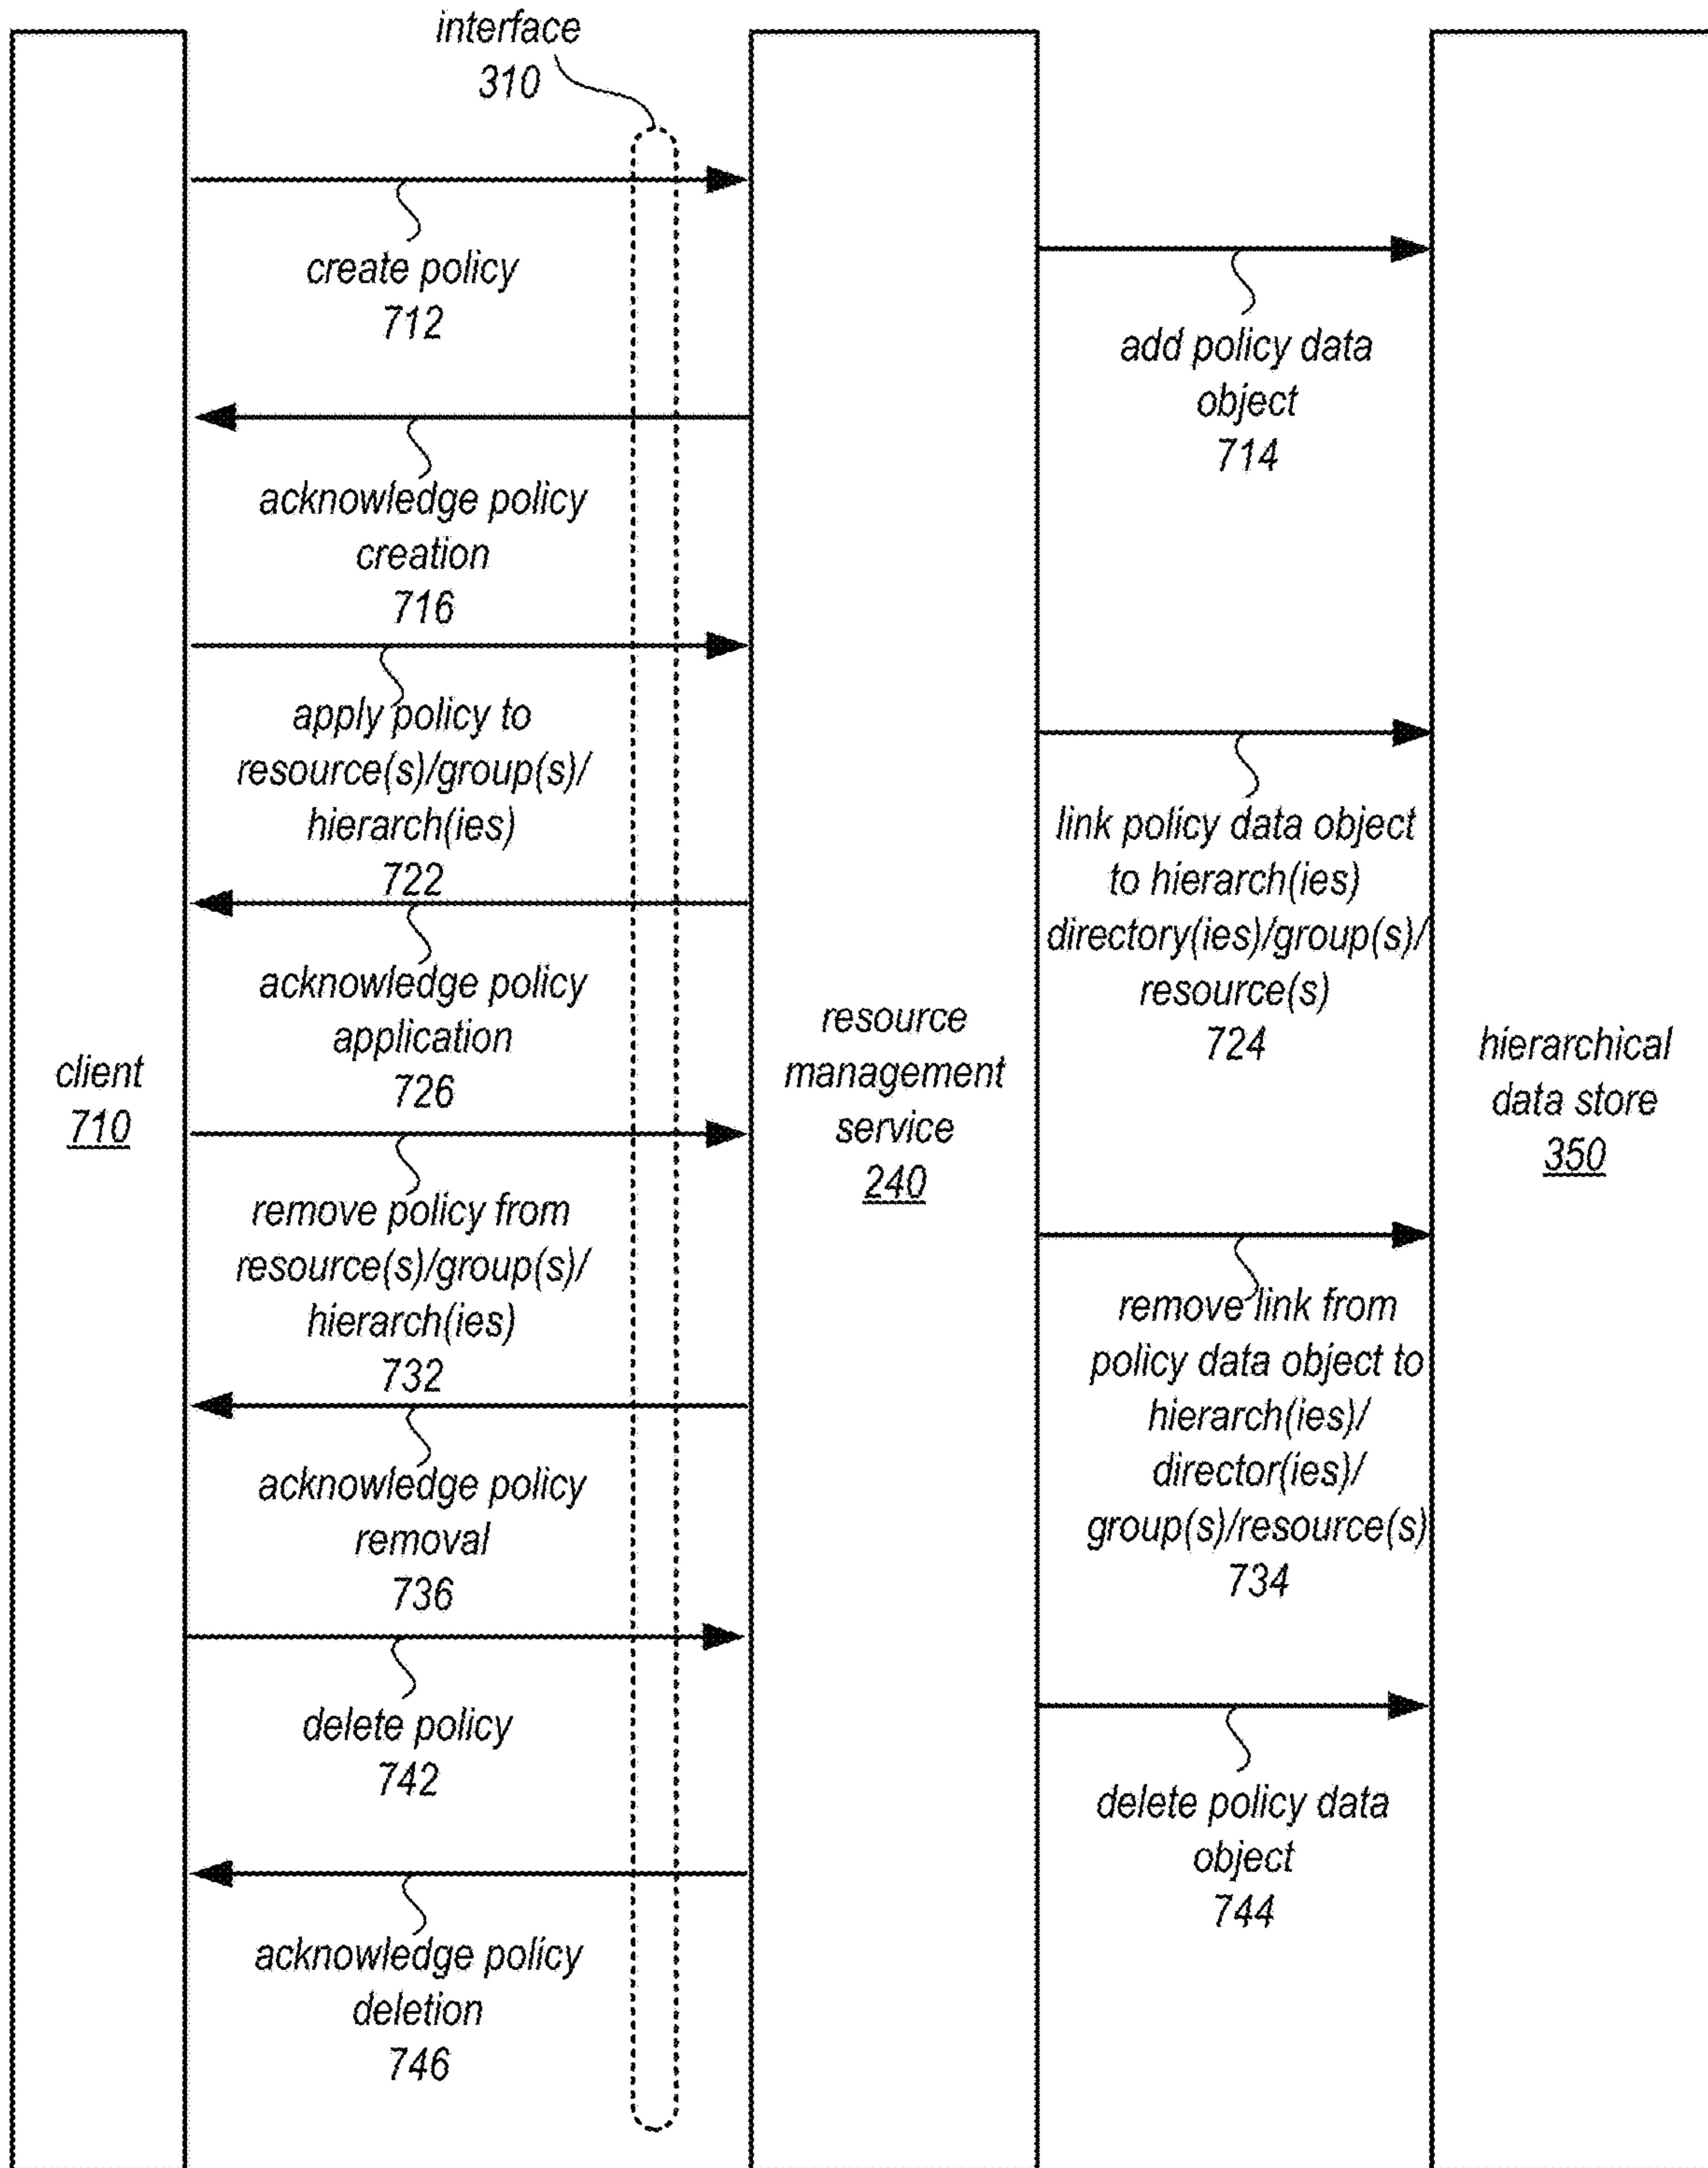 interface
310
create policy
712
add policy data
object
714
acknowledge policy
creation
716
apply policy to
resource(s)/group(s)/
hierarch(ies)
722
link policy data object
to hierarch(ies)
directory(ies)/group(s)/
resource(s)
724
acknowledge policy
application
726
client
710
resource
management
service
240
hierarchical
data store
350
remove policy from
resource(s)/group(s)/
hierarch(ies)
732
remove link from
policy data object to
hierarch(ies)/
director(ies)/
group(s)/resource(s)
734
acknowledge policy
removal
736
delete policy
742
delete policy data
object
744
acknowledge policy
deletion
746